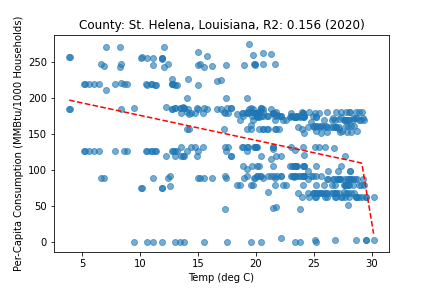 County: St. Helena, Louisiana, R2: 0.156 (2020)
Per-Capita Consumption (MMBtu/1000 Households)
250
200
150
100
50
0
5 10 15 20 25 30
Temp (deg C)